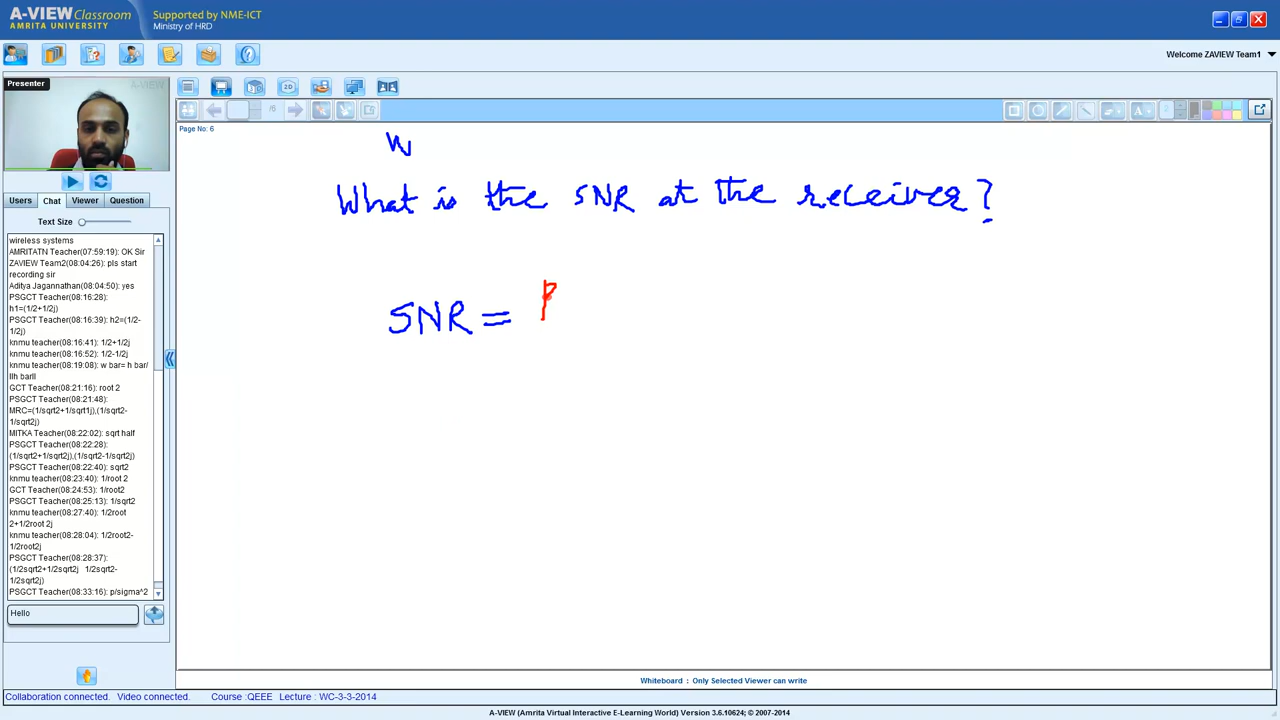 A-VIEW Classroom
AMRITA UNIVERSITY
Supported by NME-ICT
Ministry of HRD
Welcome ZAVIEW Team1
Presenter
A-VIEW
/6
2
A
2D
Page No: 6
W
What is the SNR at the receiver?
SNR = P
Users Chat Viewer Question
Text Size
wireless systems
AMRITATN Teacher(07:59:19): OK Sir
ZAVIEW Team2(08:04:26): pls start
recording sir
Aditya Jagannathan(08:04:50): yes
PSGCT Teacher(08:16:28):
h1=(1/2+1/2j)
PSGCT Teacher(08:16:39): h2=(1/2-
1/2j)
knmu teacher(08:16:41): 1/2+1/2j
knmu teacher(08:16:52): 1/2-1/2j
knmu teacher(08:19:08): w bar= h bar/
llh barll
GCT Teacher(08:21:16): root 2
PSGCT Teacher(08:21:48):
MRC=(1/sqrt2+1/sqrt1j),(1/sqrt2-
1/sqrt2j)
MITKA Teacher(08:22:02): sqrt half
PSGCT Teacher(08:22:28):
(1/sqrt2+1/sqrt2j),(1/sqrt2-1/sqrt2j)
PSGCT Teacher(08:22:40): sqrt2
knmu teacher(08:23:40): 1/root 2
GCT Teacher(08:24:53): 1/root2
PSGCT Teacher(08:25:13): 1/sqrt2
knmu teacher(08:27:40): 1/2root
2+1/2root 2j
knmu teacher(08:28:04): 1/2root2-
1/2root2j
PSGCT Teacher(08:28:37):
(1/2sqrt2+1/2sqrt2j 1/2sqrt2-
1/2sqrt2j)
PSGCT Teacher(08:33:16): p/sigma^2
Hello
Whiteboard : Only Selected Viewer can write
Collaboration connected. Video connected. Course :QEEE Lecture : WC-3-3-2014
A-VIEW (Amrita Virtual Interactive E-Learning World) Version 3.6.10624; © 2007-2014